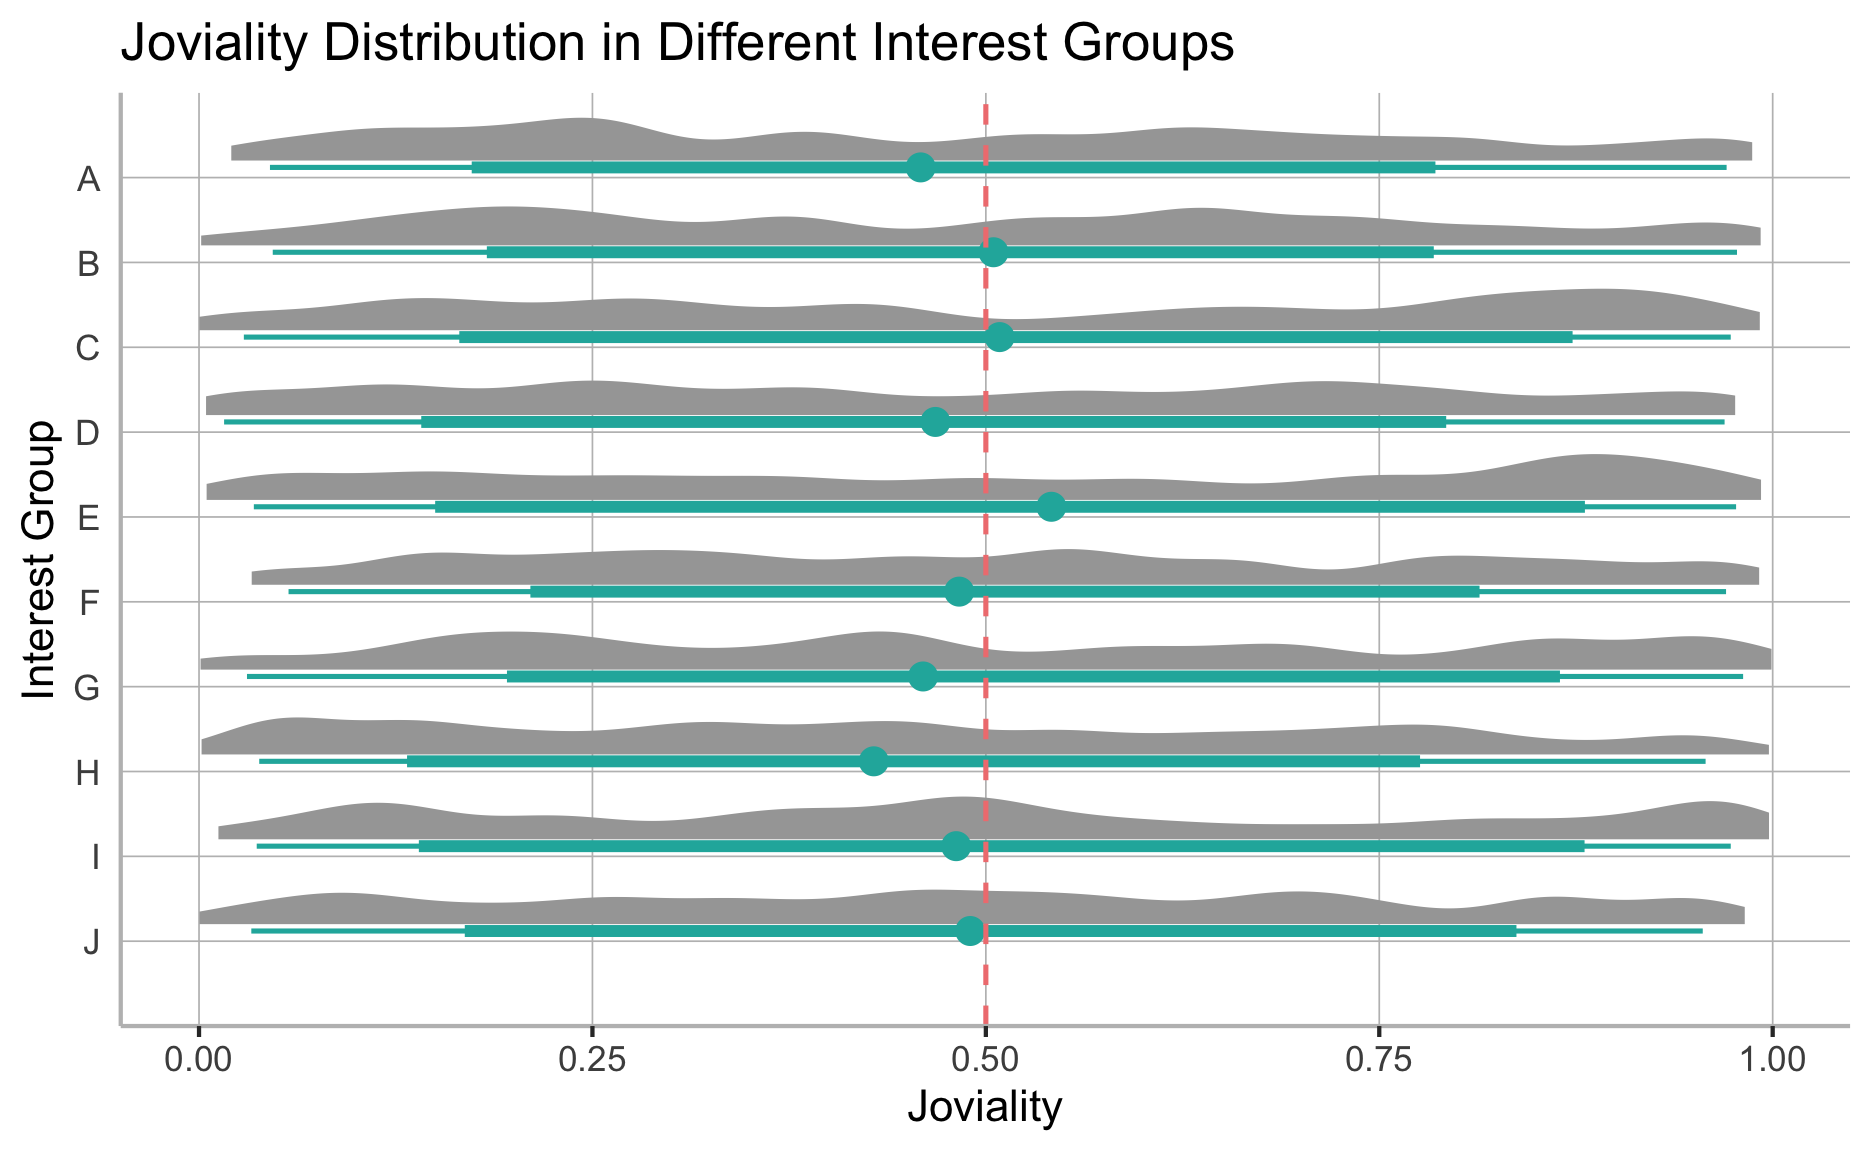 Joviality Distribution in Different Interest Groups
Interest Group
A
B
C
D
E
F
G
H
I
J
0.00 0.25 0.50 0.75 1.00
Joviality